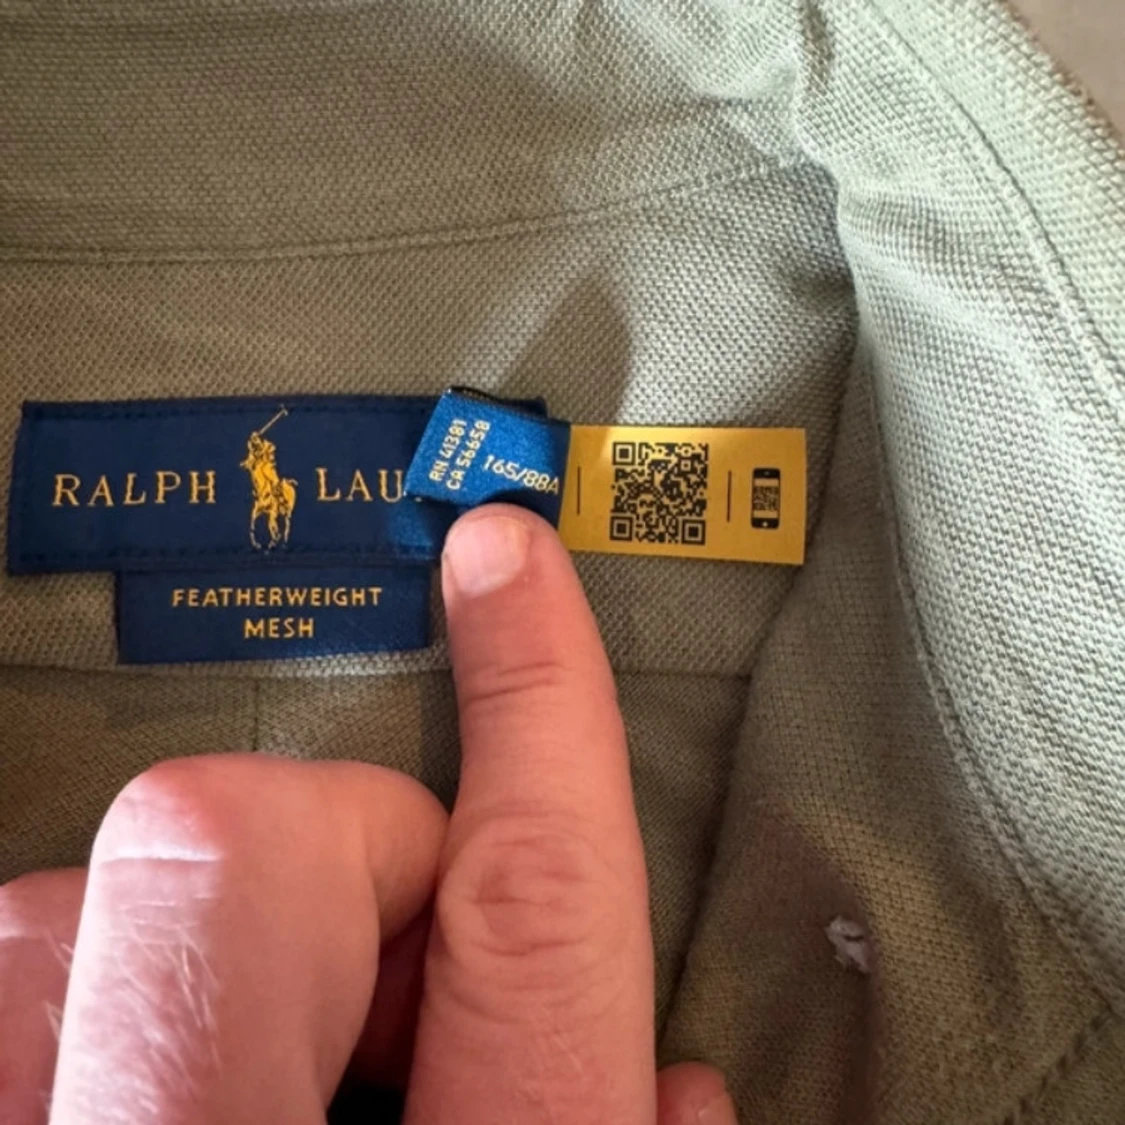 RALPH LAU
FEATHERWEIGHT
MESH
RN 41381
CA 56658
165/88A